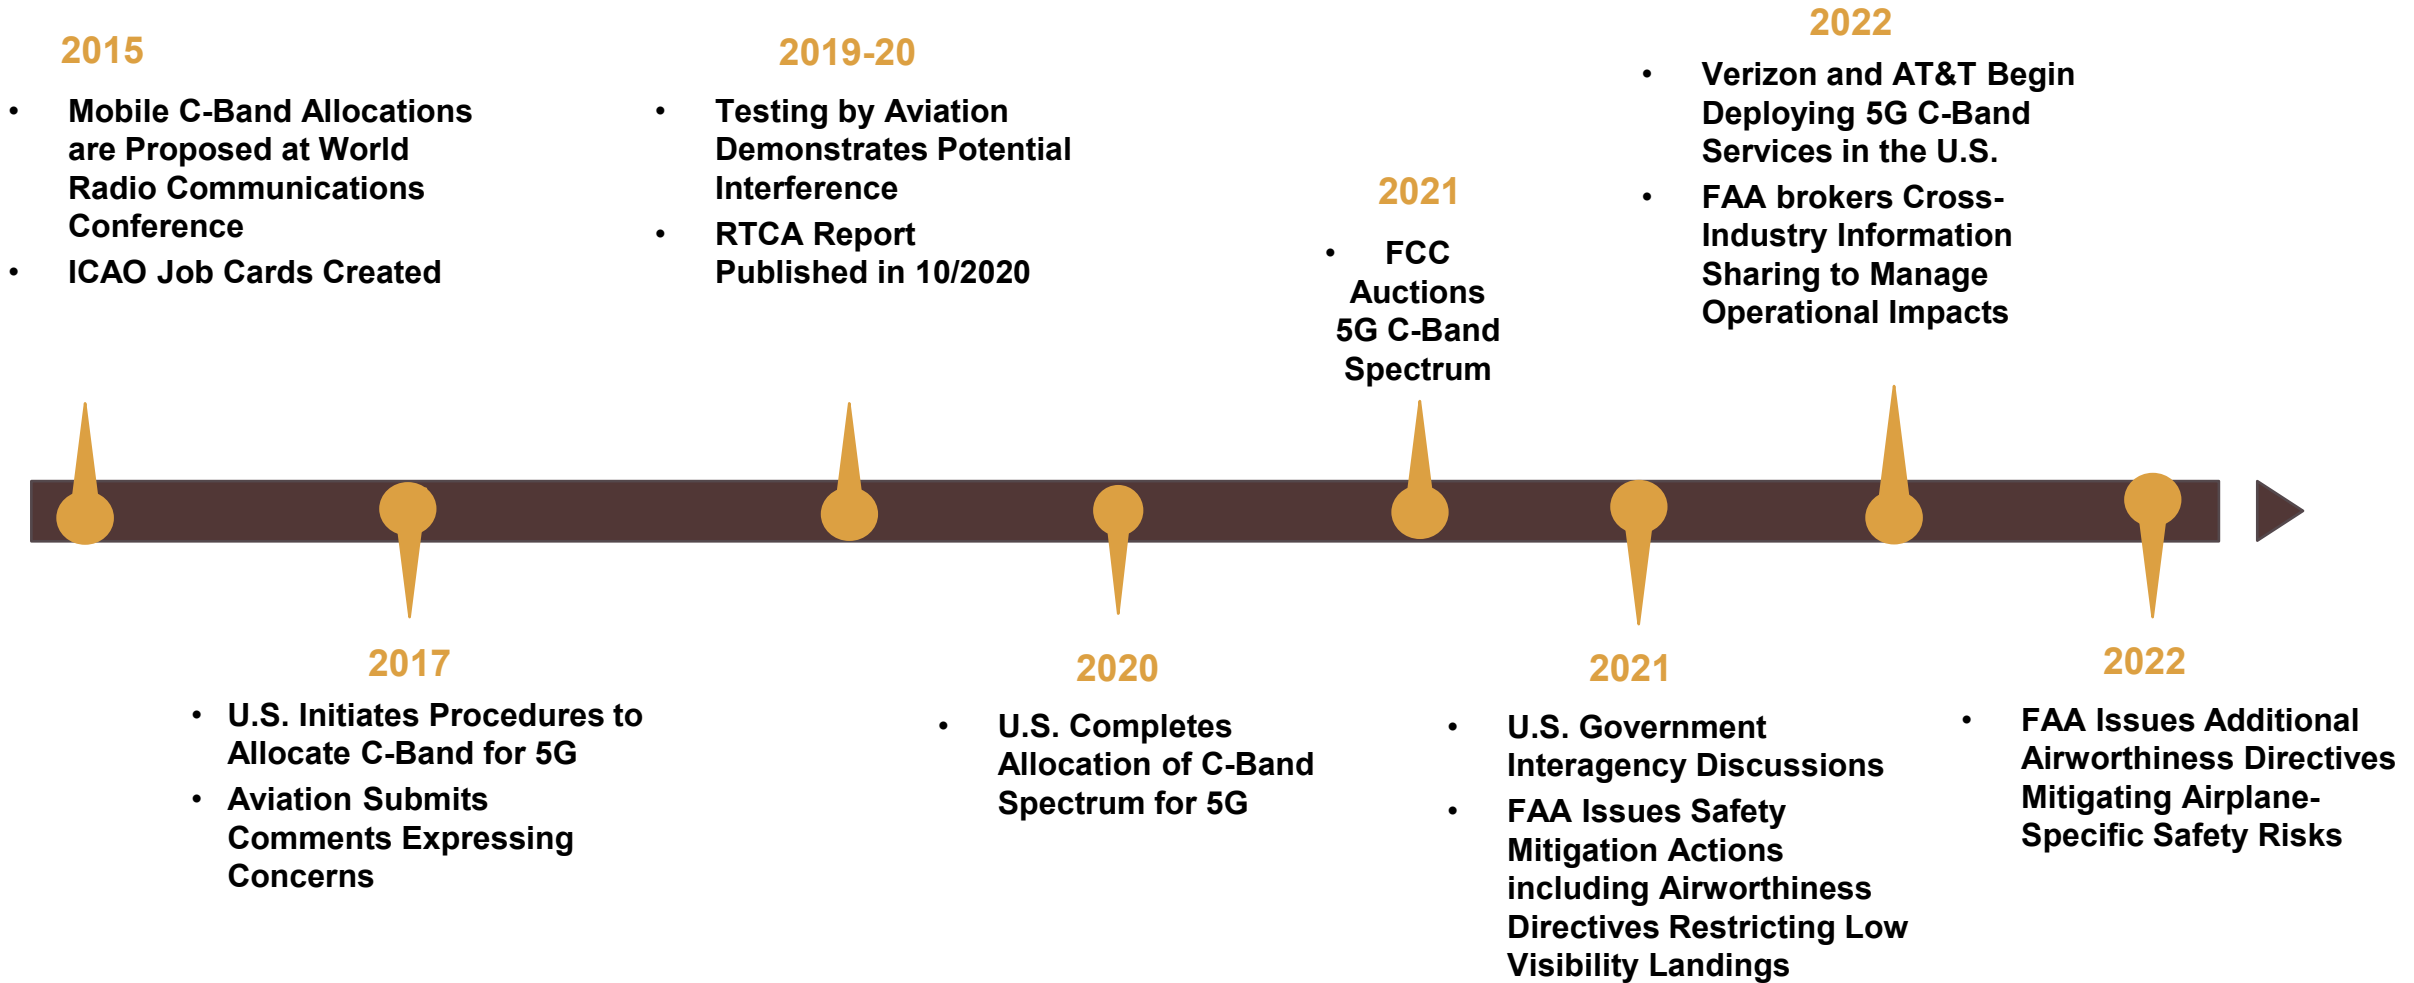 2015
• Mobile C-Band Allocations
are Proposed at World
Radio Communications
Conference
• ICAO Job Cards Created
2017
• U.S. Initiates Procedures to
Allocate C-Band for 5G
• Aviation Submits
Comments Expressing
Concerns
2019-20
• Testing by Aviation
Demonstrates Potential
Interference
• RTCA Report
Published in 10/2020
2020
• U.S. Completes
Allocation of C-Band
Spectrum for 5G
2021
• FCC
Auctions
5G C-Band
Spectrum
2021
• U.S. Government
Interagency Discussions
• FAA Issues Safety
Mitigation Actions
including Airworthiness
Directives Restricting Low
Visibility Landings
2022
• Verizon and AT&T Begin
Deploying 5G C-Band
Services in the U.S.
• FAA brokers Cross-
Industry Information
Sharing to Manage
Operational Impacts
2022
• FAA Issues Additional
Airworthiness Directives
Mitigating Airplane-
Specific Safety Risks